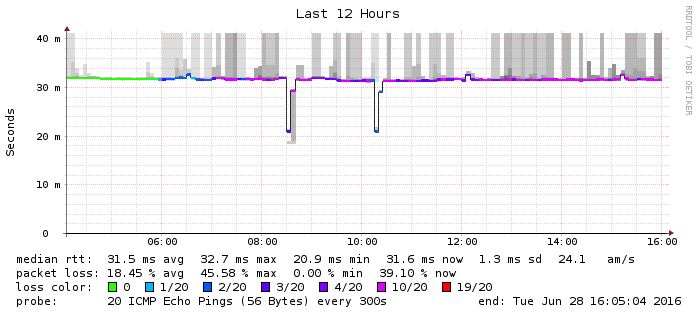 Last 12 Hours
RRDTOOL / TOBI OETIKER
Seconds
40 m
30 m
20 m
10 m
0
06:00 08:00 10:00 12:00 14:00 16:00
median rtt: 31.5 ms avg 32.7 ms max 20.9 ms min 31.6 ms now 1.3 ms sd 24.1 am/s
packet loss: 18.45 % avg 45.58 % max 0.00 % min 39.10 % now
loss color: 0 1/20 2/20 3/20 4/20 10/20 19/20
probe: 20 ICMP Echo Pings (56 Bytes) every 300s end: Tue Jun 28 16:05:04 2016